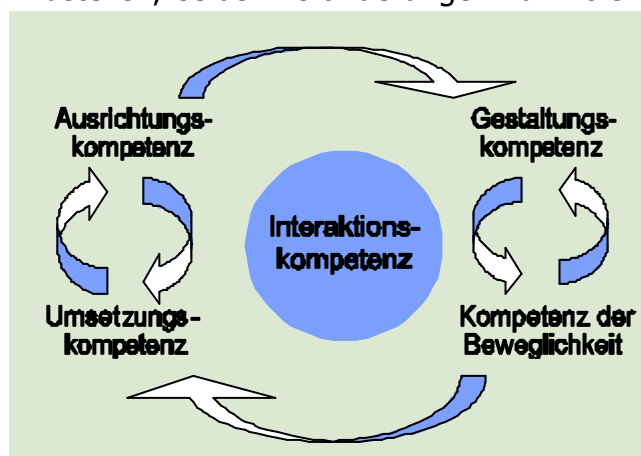 Ausrichtungs-
kompetenz
Gestaltungs-
kompetenz
Interaktions-
kompetenz
Umsetzungs-
kompetenz
Kompetenz der
Beweglichkeit